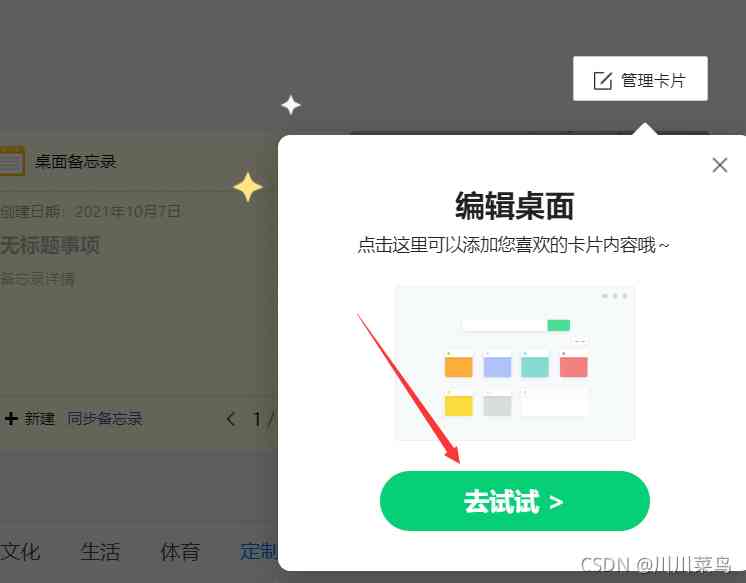 管理卡片
桌面备忘录
创建日期：2021年10月7日
无标题事项
备忘录详情
+ 新建 同步备忘录 < 1 /
编辑桌面
点击这里可以添加您喜欢的卡片内容哦~
去试试 >
文化 生活 体育 定制
CSDN @川川菜鸟